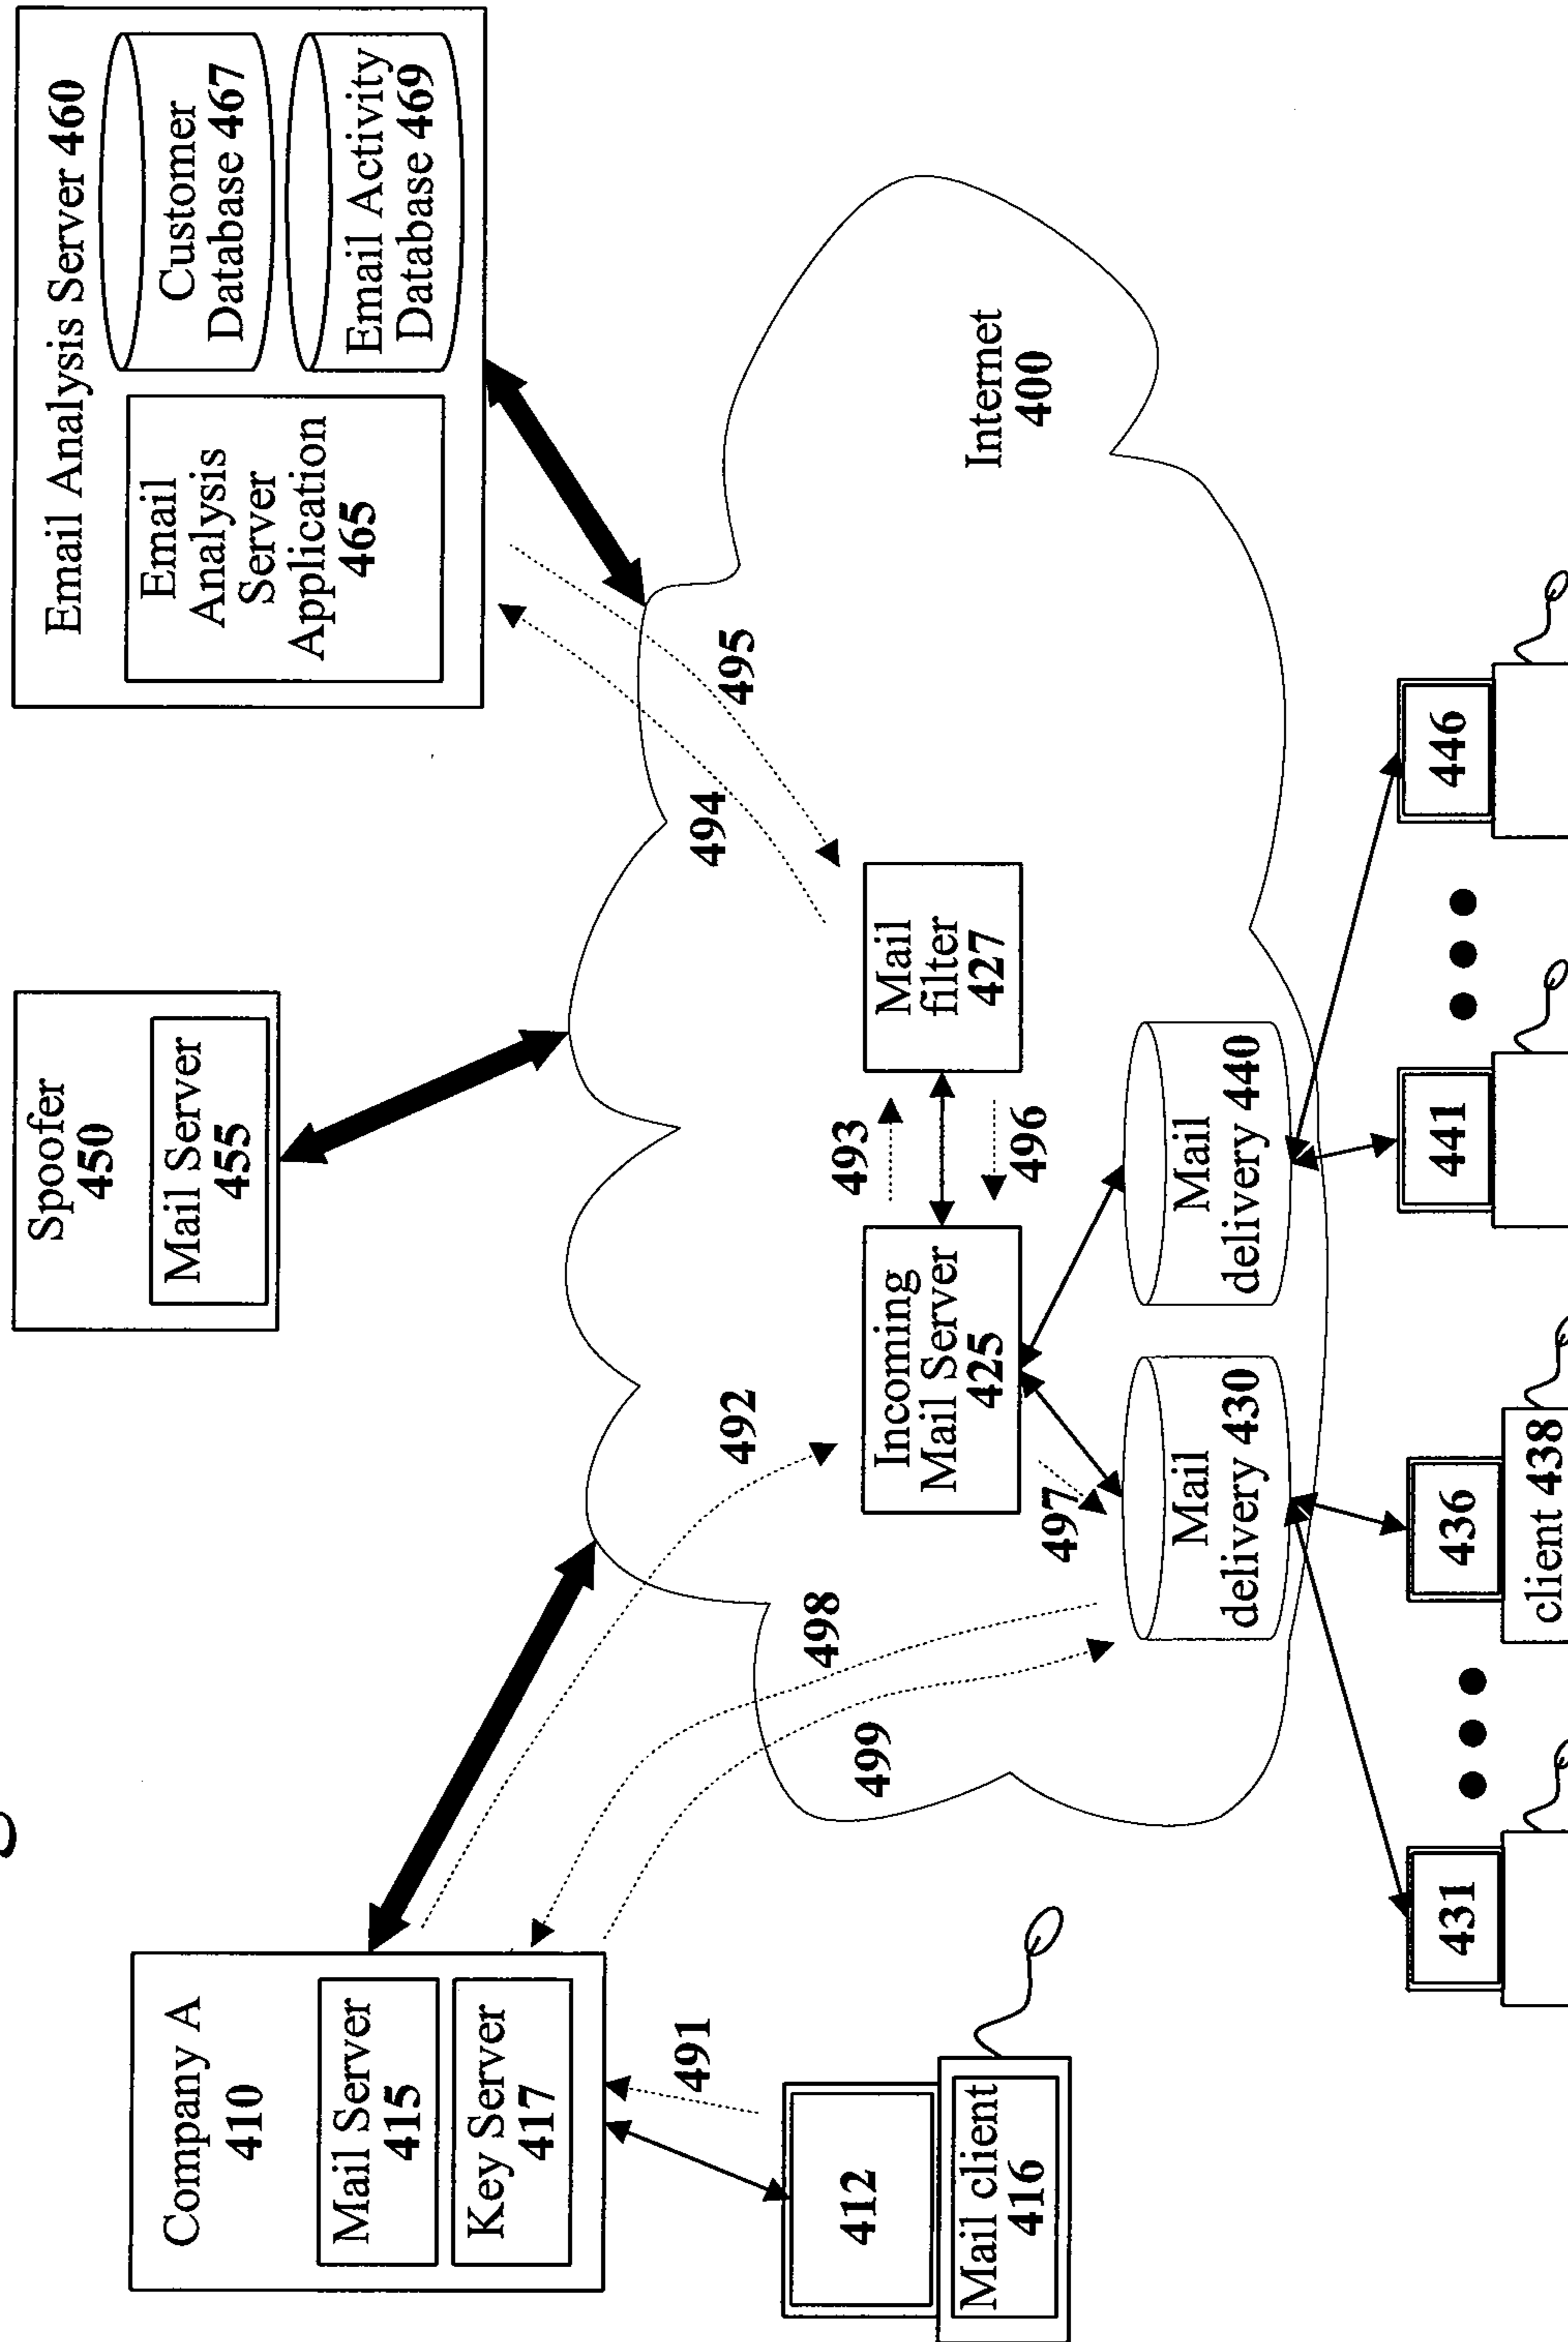 Company A
410
Mail Server
415
Key Server
417
491
412
Mail client
416
Spoofer
450
Mail Server
455
Email Analysis Server 460
Email
Analysis
Server
Application
465
Customer
Database 467
Email Activity
Database 469
492
498
499
494
495
Internet
400
Incoming
Mail Server
425
493
496
Mail
filter
427
497
Mail
delivery 430
Mail
delivery 440
431
436
client 438
441
446